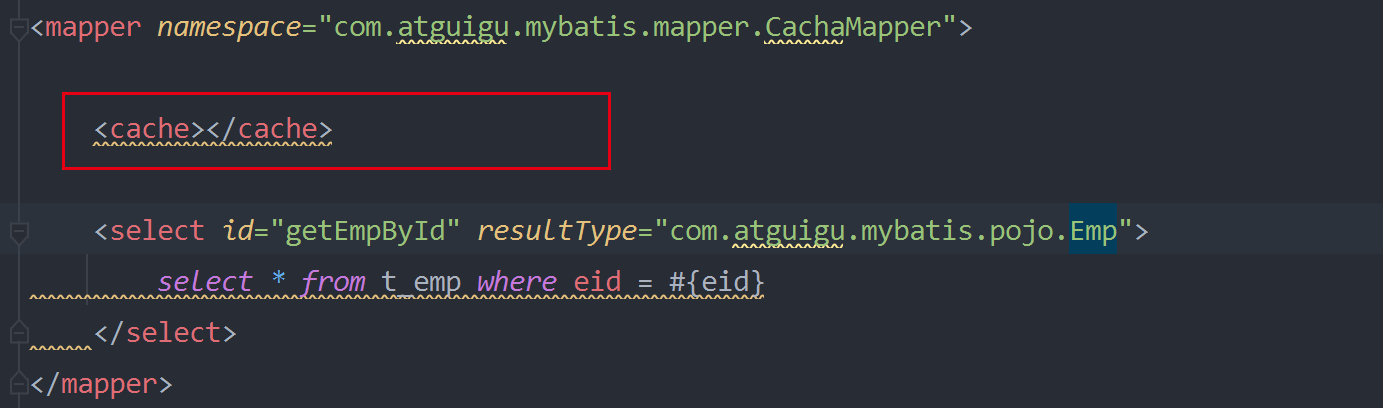 <mapper namespace="com.atguigu.mybatis.mapper.CachaMapper">
<cache></cache>
<select id="getEmpById" resultType="com.atguigu.mybatis.pojo.Emp">
select * from t_emp where eid = #{eid}
</select>
</mapper>